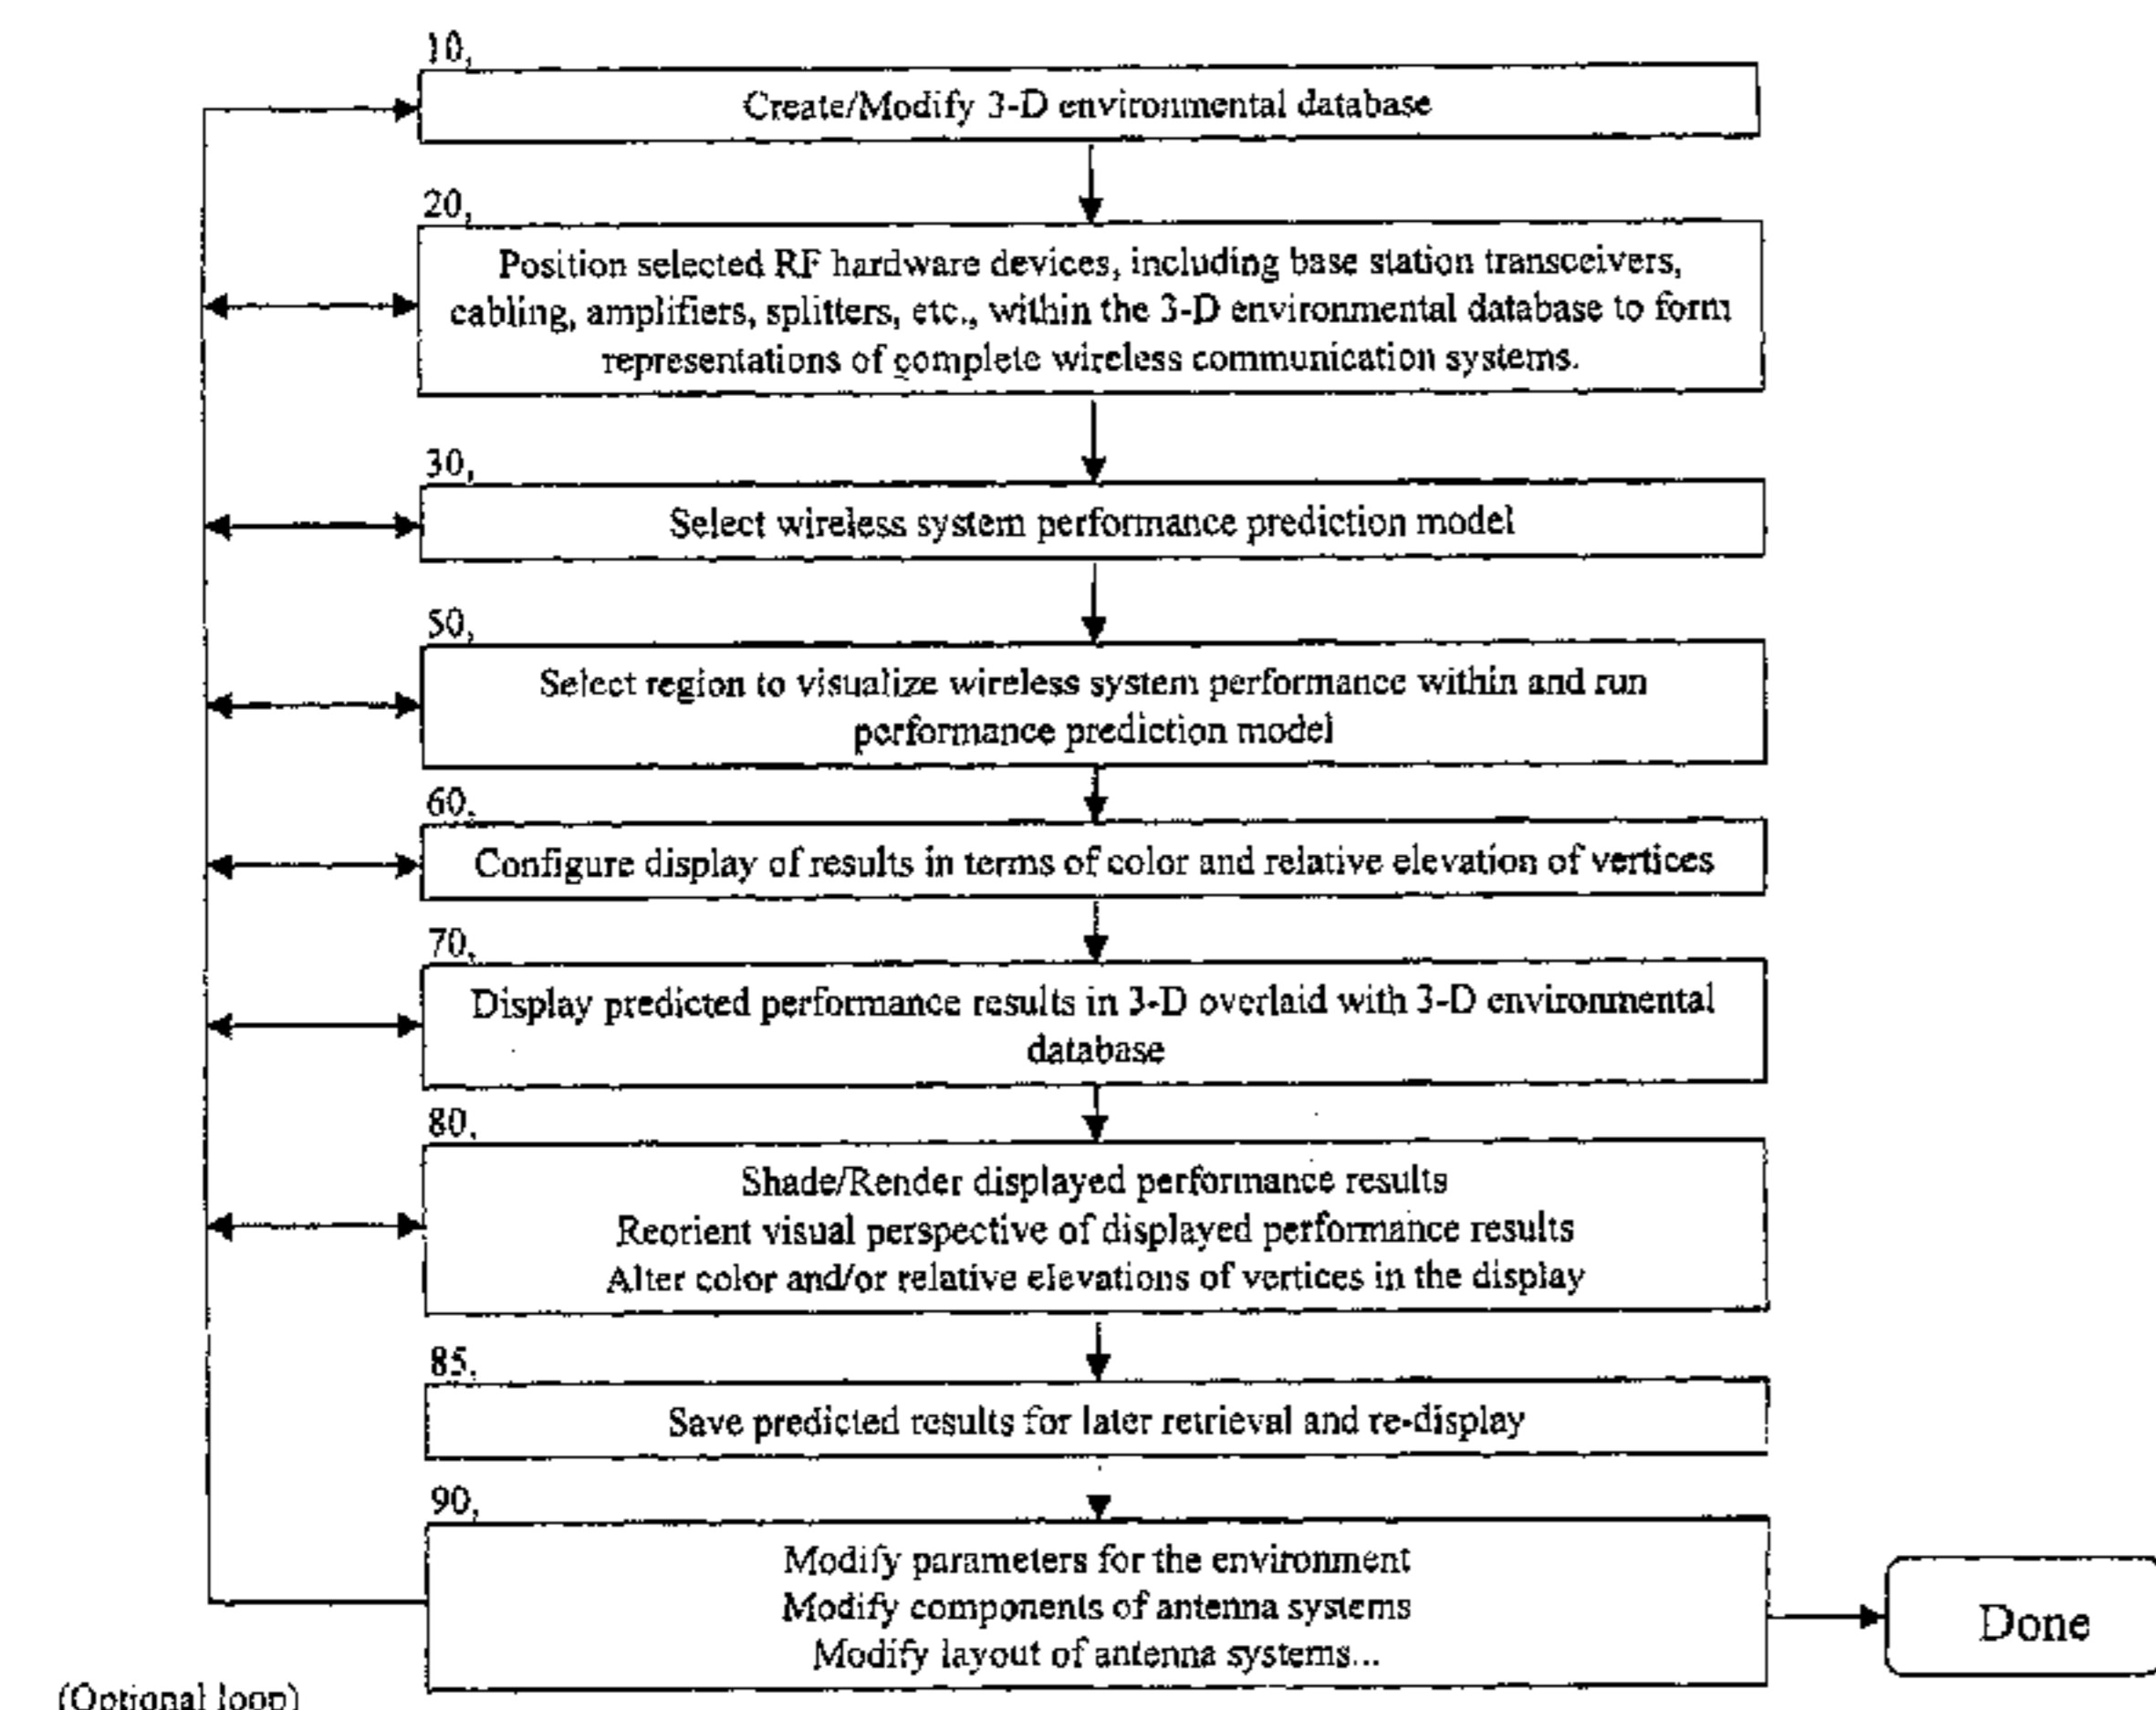 10,
Create/Modify 3-D environmental database
20,
Position selected RF hardware devices, including base station transceivers,
cabling, amplifiers, splitters, etc., within the 3-D environmental database to form
representations of complete wireless communication systems.
30,
Select wireless system performance prediction model
50,
Select region to visualize wireless system performance within and run
performance prediction model
60,
Configure display of results in terms of color and relative elevation of vertices
70,
Display predicted performance results in 3-D overlaid with 3-D environmental
database
80,
Shade/Render displayed performance results
Reorient visual perspective of displayed performance results
Alter color and/or relative elevations of vertices in the display
85,
Save predicted results for later retrieval and re-display
90,
Modify parameters for the environment
Modify components of antenna systems
Modify layout of antenna systems...
Done
(Optional loop)